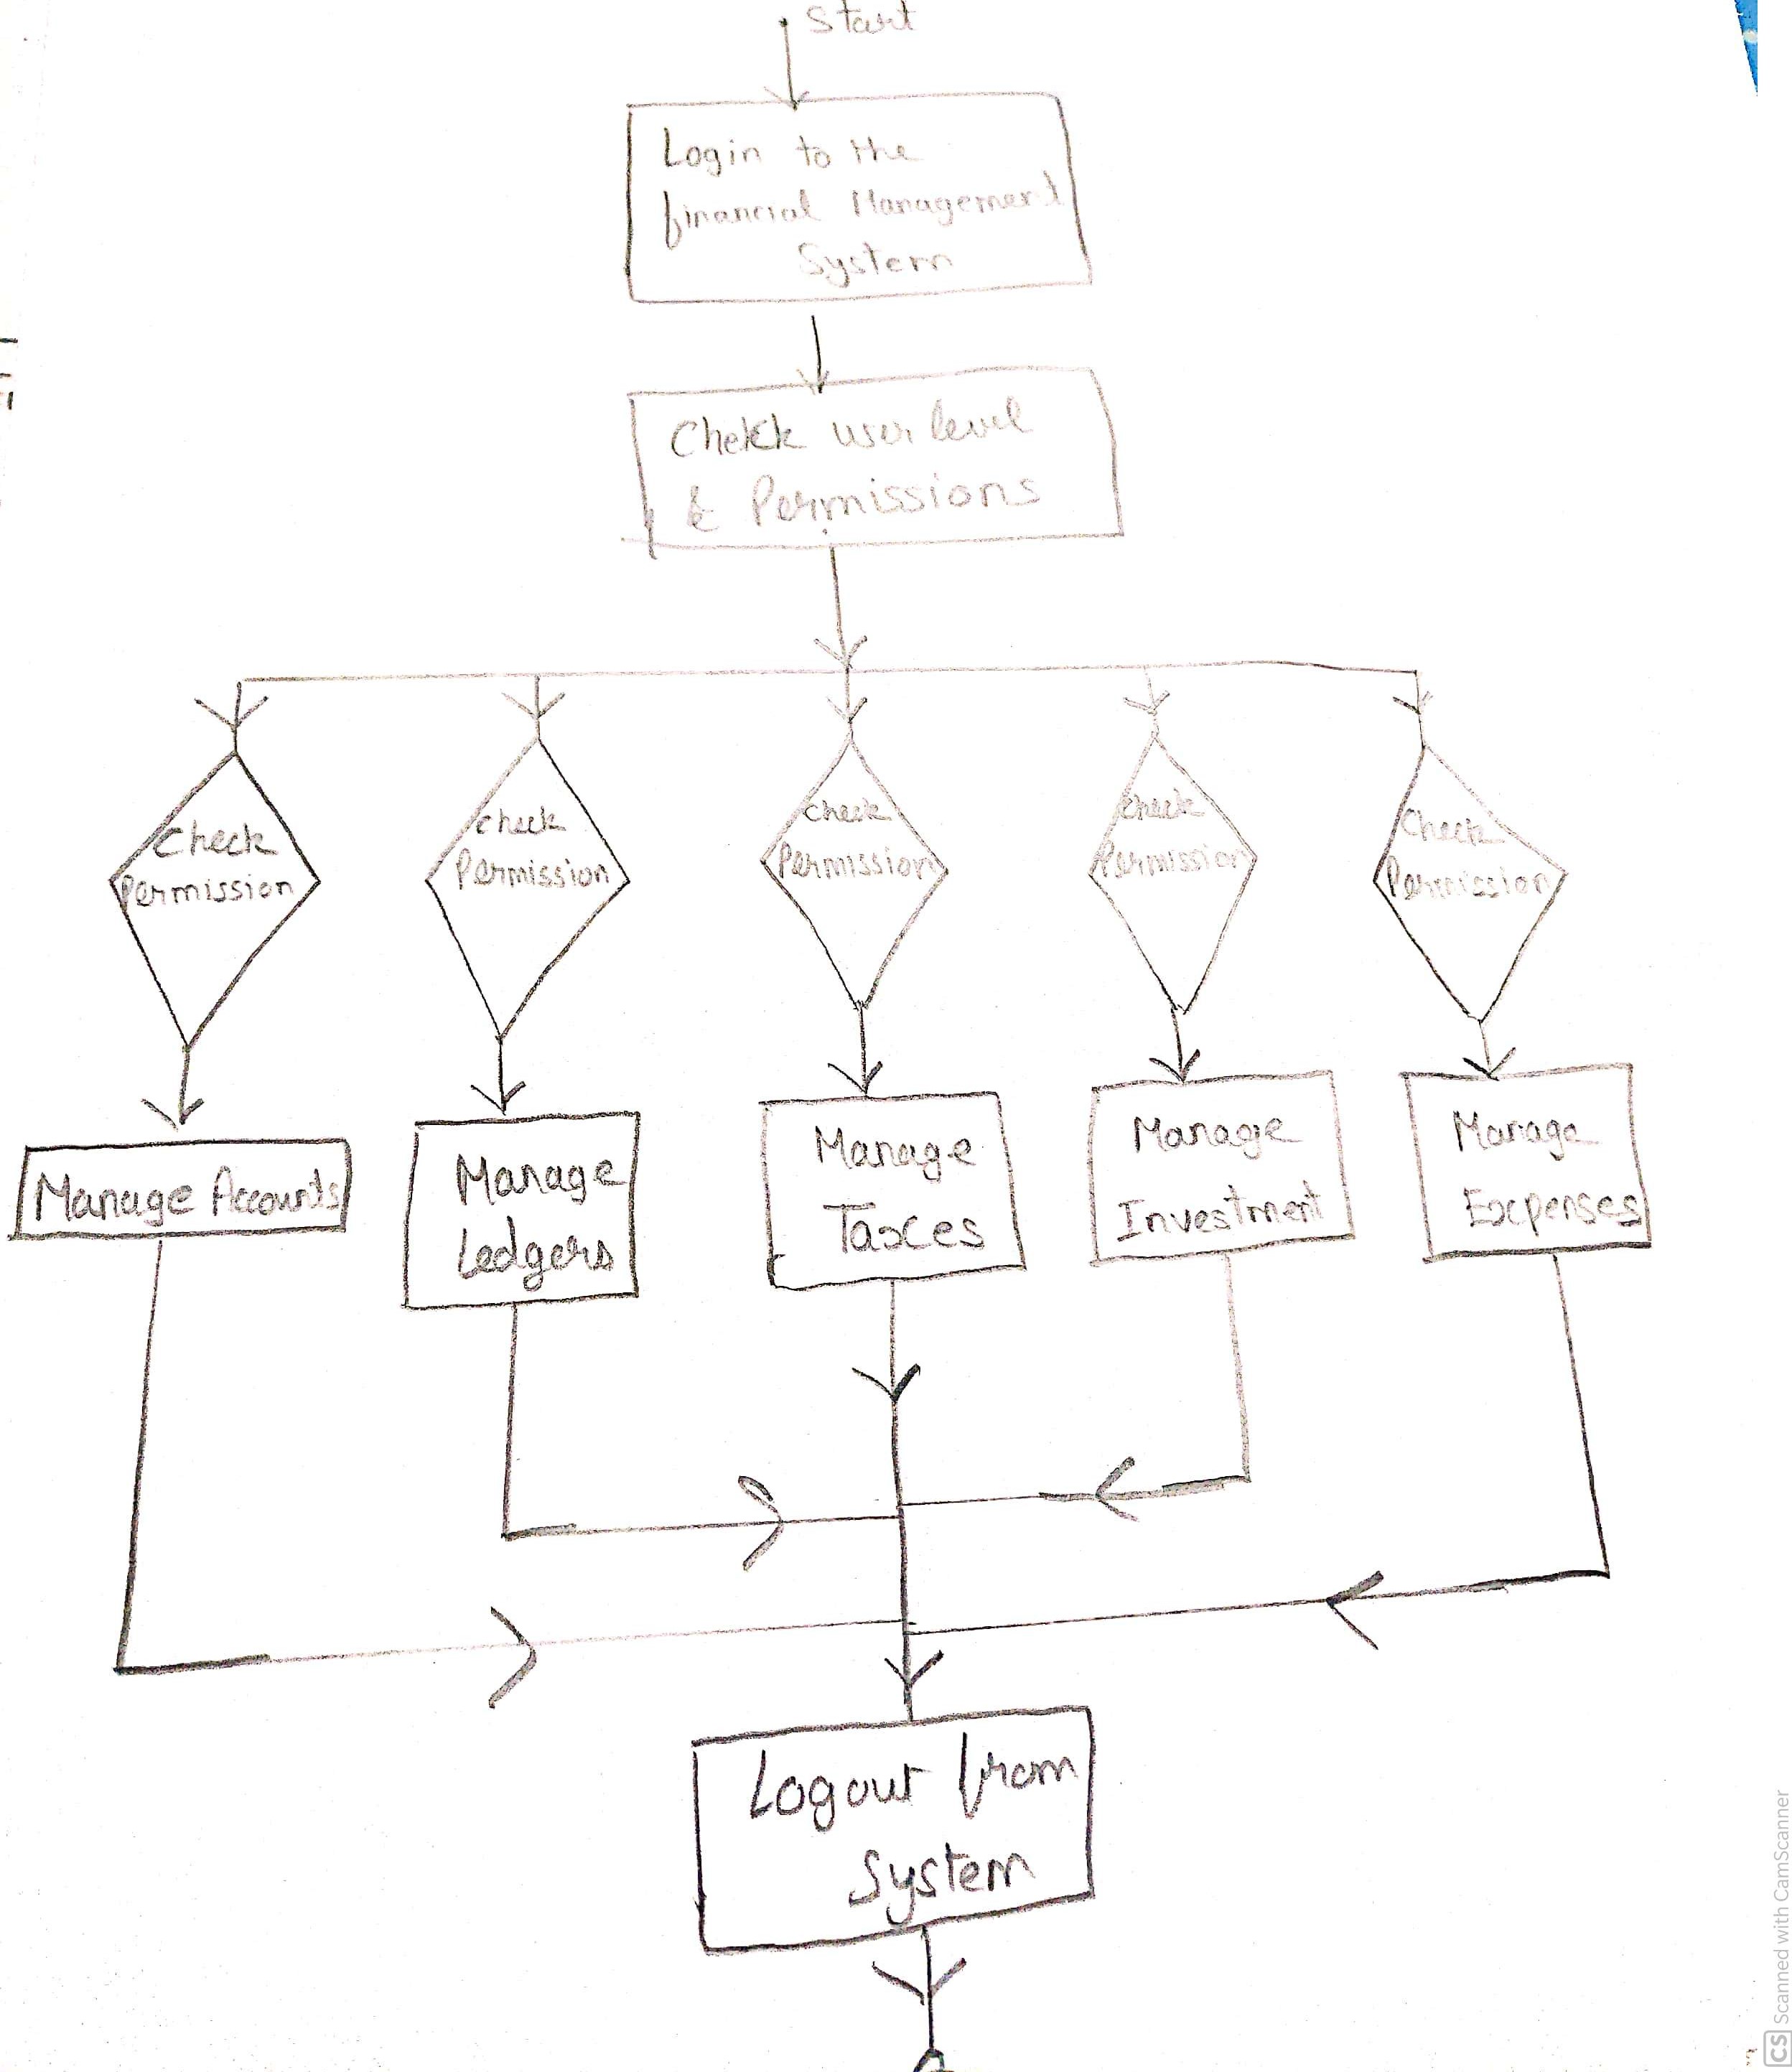 Start
Login to the
financial Management
System
Chekk user level
& Permissions
Check
Permission
check
Permission
check
Permission
check
Permission
Check
Permission
Manage Accounts
Manage
Ledgers
Manage
Taxes
Manage
Investment
Manage
Expenses
Logout from
System
CS Scanned with CamScanner